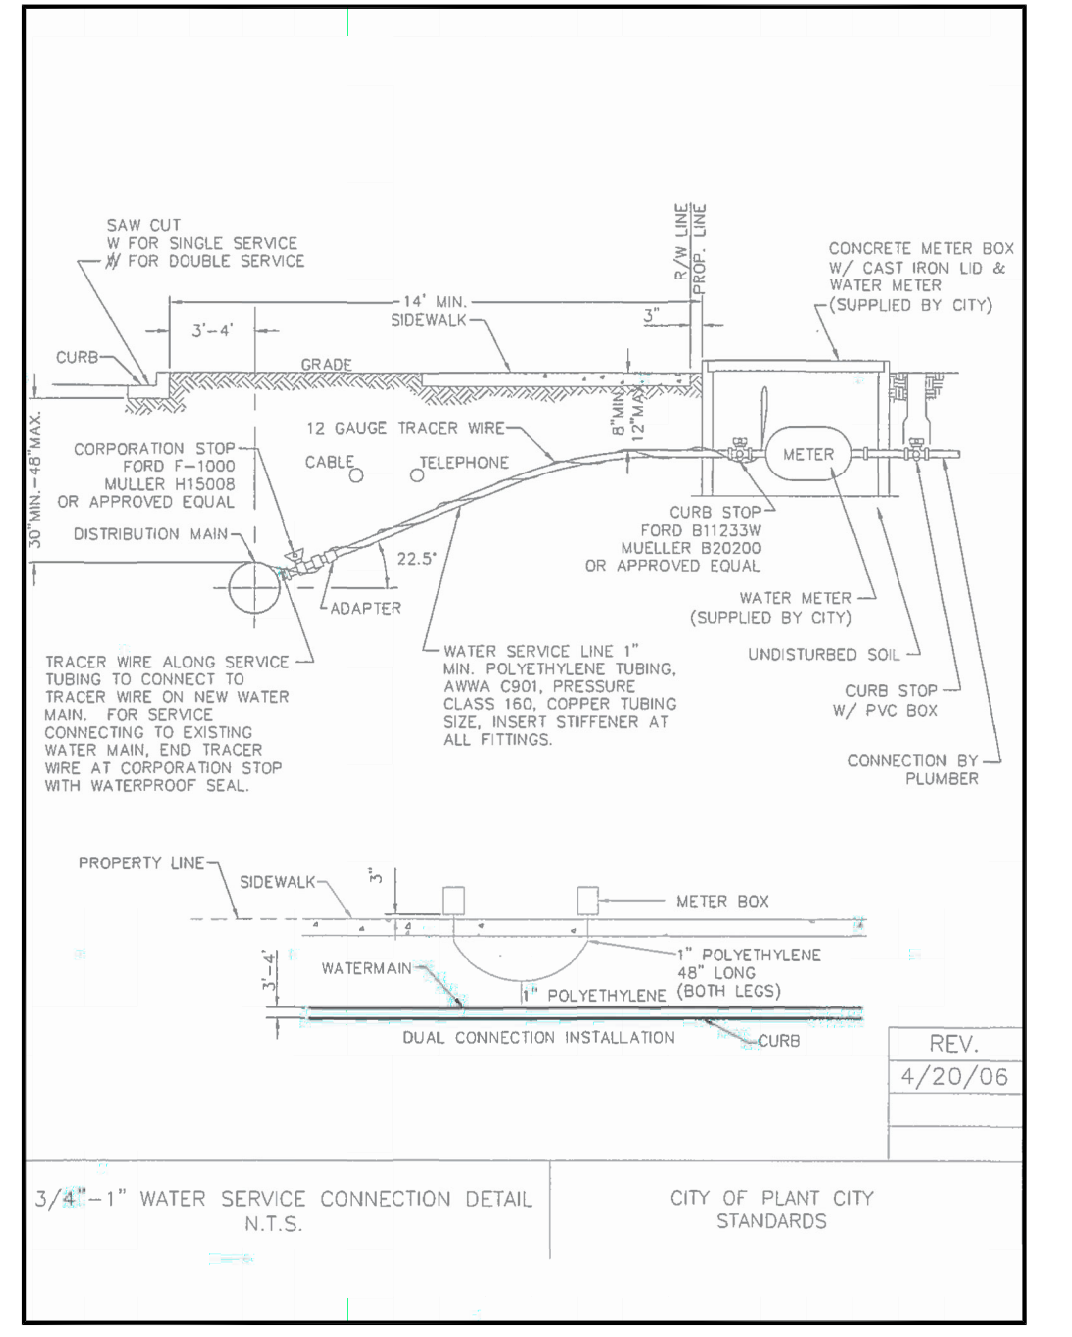 SAW CUT
W FOR SINGLE SERVICE
W FOR DOUBLE SERVICE
R/W LINE
PROP. LINE
CONCRETE METER BOX
W/ CAST IRON LID &
WATER METER
(SUPPLIED BY CITY)
14' MIN.
3'-4'
SIDEWALK
3"
CURB
GRADE
30"MIN.-48"MAX.
8"MIN.
12"MAX.
12 GAUGE TRACER WIRE
CORPORATION STOP
FORD F-1000
MULLER H15008
OR APPROVED EQUAL
CABLE
TELEPHONE
METER
DISTRIBUTION MAIN
22.5°
ADAPTER
CURB STOP
FORD B11233W
MUELLER B20200
OR APPROVED EQUAL
WATER METER
(SUPPLIED BY CITY)
UNDISTURBED SOIL
CURB STOP
W/ PVC BOX
CONNECTION BY
PLUMBER
TRACER WIRE ALONG SERVICE
TUBING TO CONNECT TO
TRACER WIRE ON NEW WATER
MAIN. FOR SERVICE
CONNECTING TO EXISTING
WATER MAIN, END TRACER
WIRE AT CORPORATION STOP
WITH WATERPROOF SEAL.
WATER SERVICE LINE 1"
MIN. POLYETHYLENE TUBING,
AWWA C901, PRESSURE
CLASS 160, COPPER TUBING
SIZE, INSERT STIFFENER AT
ALL FITTINGS.
PROPERTY LINE
SIDEWALK
3"
METER BOX
3'-4'
WATERMAIN
1" POLYETHYLENE
48" LONG
(BOTH LEGS)
1" POLYETHYLENE
DUAL CONNECTION INSTALLATION
CURB
REV.
4/20/06
3/4"-1" WATER SERVICE CONNECTION DETAIL
N.T.S.
CITY OF PLANT CITY
STANDARDS